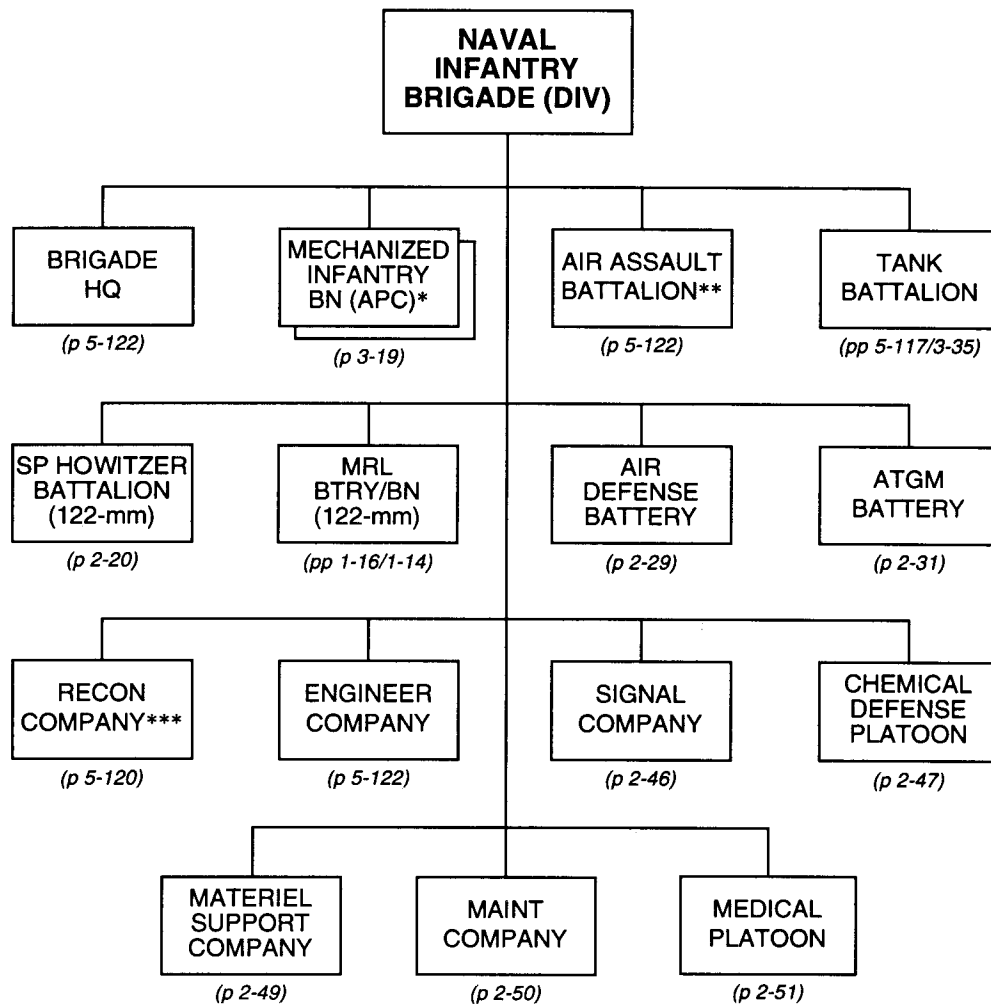 NAVAL
INFANTRY
BRIGADE (DIV)
BRIGADE
HQ
(p 5-122)
MECHANIZED
INFANTRY
BN (APC)*
(p 3-19)
AIR ASSAULT
BATTALION**
(p 5-122)
TANK
BATTALION
(pp 5-117/3-35)
SP HOWITZER
BATTALION
(122-mm)
(p 2-20)
MRL
BTRY/BN
(122-mm)
(pp 1-16/1-14)
AIR
DEFENSE
BATTERY
(p 2-29)
ATGM
BATTERY
(p 2-31)
RECON
COMPANY***
(p 5-120)
ENGINEER
COMPANY
(p 5-122)
SIGNAL
COMPANY
(p 2-46)
CHEMICAL
DEFENSE
PLATOON
(p 2-47)
MATERIEL
SUPPORT
COMPANY
(p 2-49)
MAINT
COMPANY
(p 2-50)
MEDICAL
PLATOON
(p 2-51)